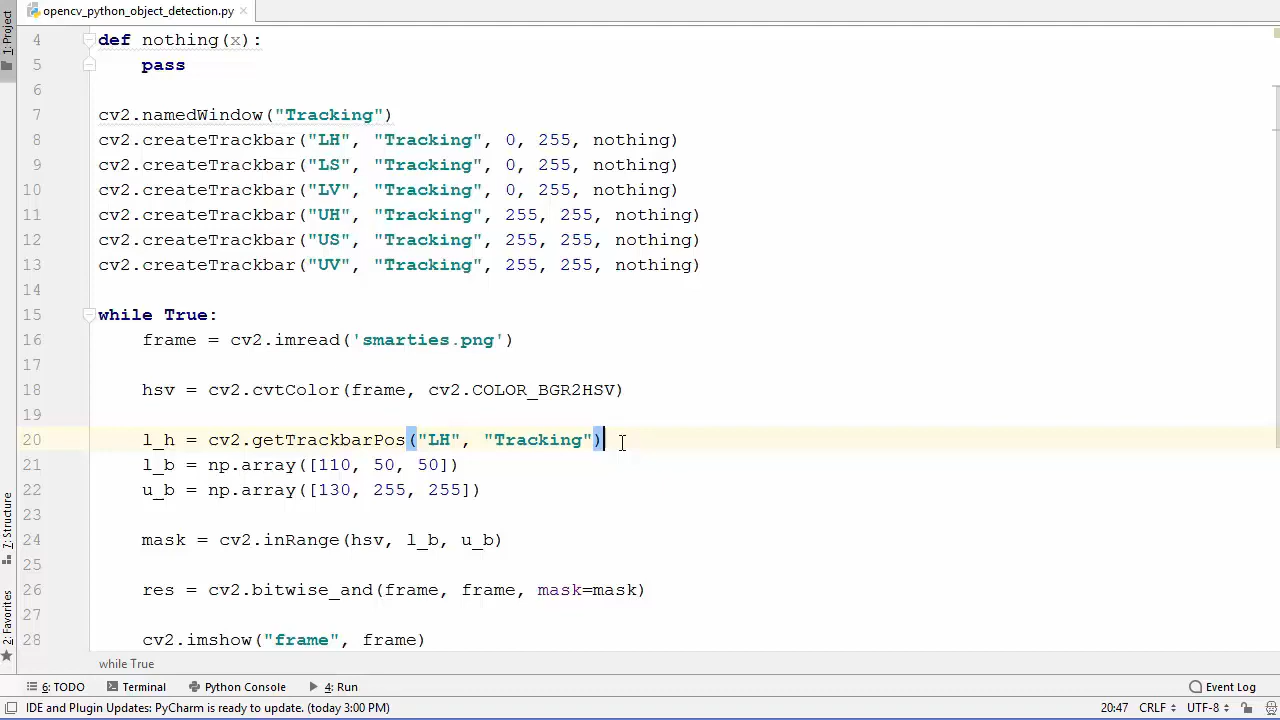 opencv_python_object_detection.py
1: Project
4 def nothing(x):
5 pass
6
7 cv2.namedWindow("Tracking")
8 cv2.createTrackbar("LH", "Tracking", 0, 255, nothing)
9 cv2.createTrackbar("LS", "Tracking", 0, 255, nothing)
10 cv2.createTrackbar("LV", "Tracking", 0, 255, nothing)
11 cv2.createTrackbar("UH", "Tracking", 255, 255, nothing)
12 cv2.createTrackbar("US", "Tracking", 255, 255, nothing)
13 cv2.createTrackbar("UV", "Tracking", 255, 255, nothing)
14
15 while True:
16 frame = cv2.imread('smarties.png')
17
18 hsv = cv2.cvtColor(frame, cv2.COLOR_BGR2HSV)
19
20 l_h = cv2.getTrackbarPos("LH", "Tracking")
21 l_b = np.array([110, 50, 50])
22 u_b = np.array([130, 255, 255])
23
24 mask = cv2.inRange(hsv, l_b, u_b)
25
26 res = cv2.bitwise_and(frame, frame, mask=mask)
27
28 cv2.imshow("frame", frame)
7: Structure
2: Favorites
while True
6: TODO Terminal Python Console 4: Run Event Log
IDE and Plugin Updates: PyCharm is ready to update. (today 3:00 PM) 20:47 CRLF UTF-8